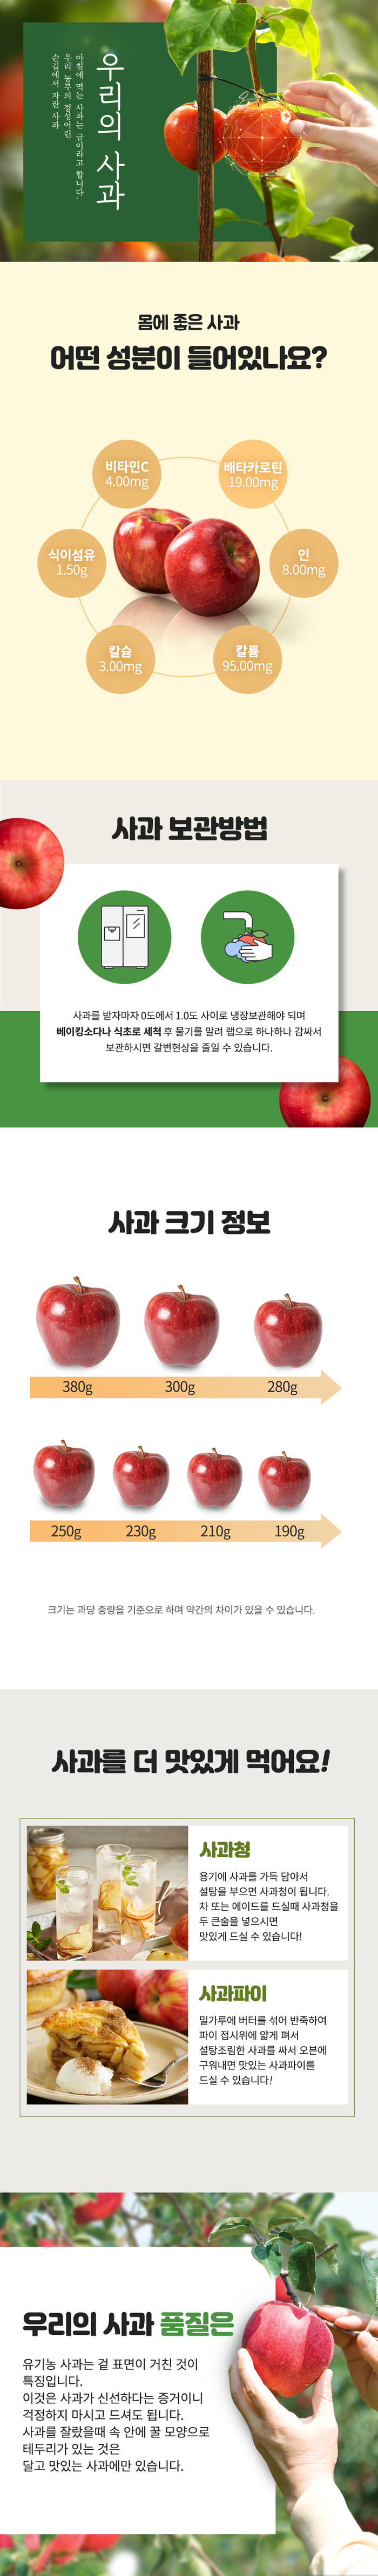 우리의 사과
아침에 먹는 사과는 금이라고 합니다.
우리 농부의 정성어린
손길에서 자란 사과
몸에 좋은 사과
어떤 성분이 들어있나요?
비타민C
4.00mg
배타카로틴
19.00mg
식이섬유
1.50g
인
8.00mg
칼슘
3.00mg
칼륨
95.00mg
사과 보관방법
사과를 받자마자 0도에서 1.0도 사이로 냉장보관해야 되며
베이킹소다나 식초로 세척 후 물기를 말려 랩으로 하나하나 감싸서
보관하시면 갈변현상을 줄일 수 있습니다.
사과 크기 정보
380g 300g 280g
250g 230g 210g 190g
크기는 과당 중량을 기준으로 하며 약간의 차이가 있을 수 있습니다.
사과를 더 맛있게 먹어요!
사과청
용기에 사과를 가득 담아서
설탕을 부으면 사과청이 됩니다.
차 또는 에이드를 드실때 사과청을
두 큰술을 넣으시면
맛있게 드실 수 있습니다!
사과파이
밀가루에 버터를 섞어 반죽하여
파이 접시위에 얇게 펴서
설탕조림한 사과를 싸서 오븐에
구워내면 맛있는 사과파이를
드실 수 있습니다!
우리의 사과 품질은
유기농 사과는 겉 표면이 거친 것이
특징입니다.
이것은 사과가 신선하다는 증거이니
걱정하지 마시고 드셔도 됩니다.
사과를 잘랐을때 속 안에 꿀 모양으로
테두리가 있는 것은
달고 맛있는 사과에만 있습니다.